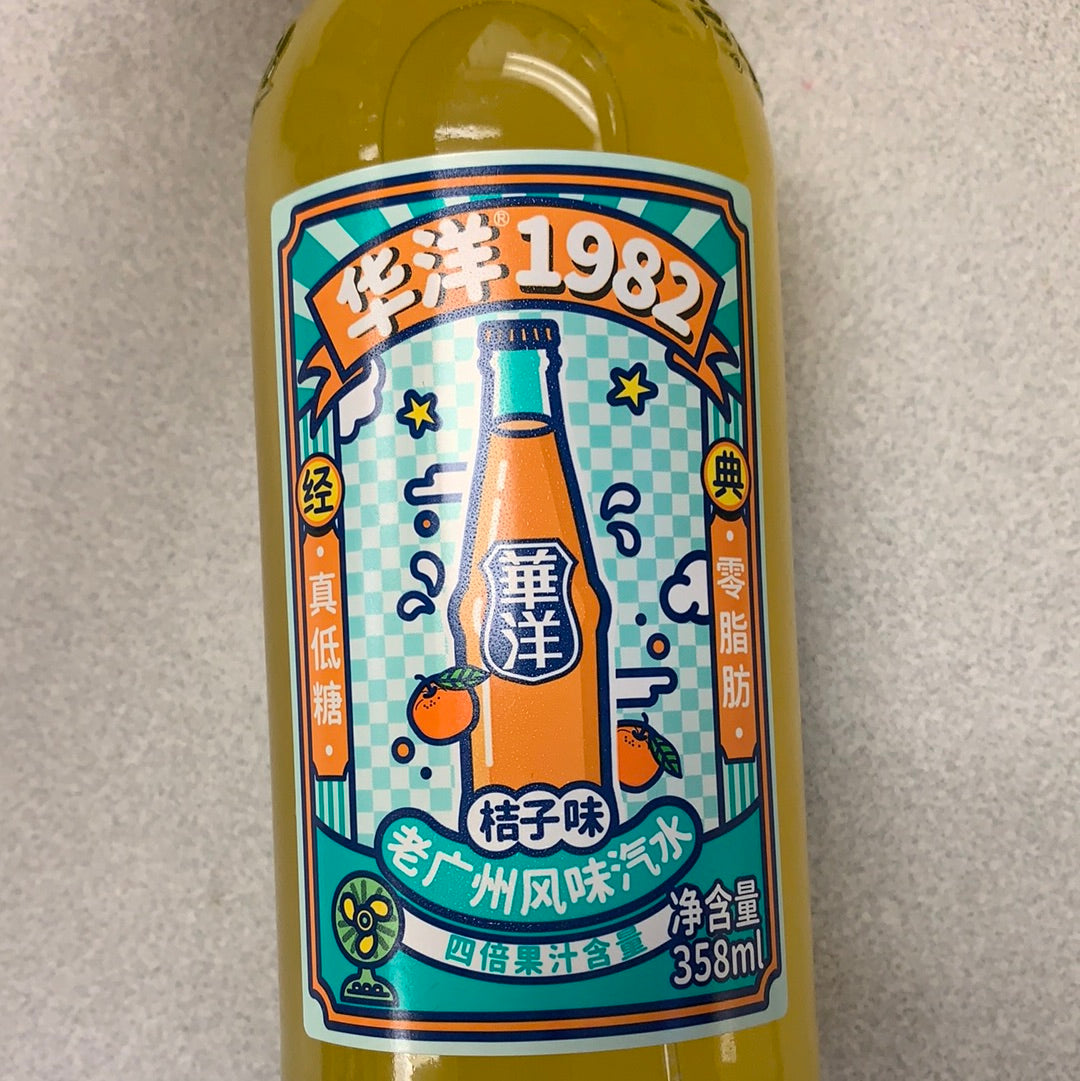 华洋®1982
经典
華洋
·真低糖·
·零脂肪·
桔子味
老广州风味汽水
四倍果汁含量
净含量
358ml